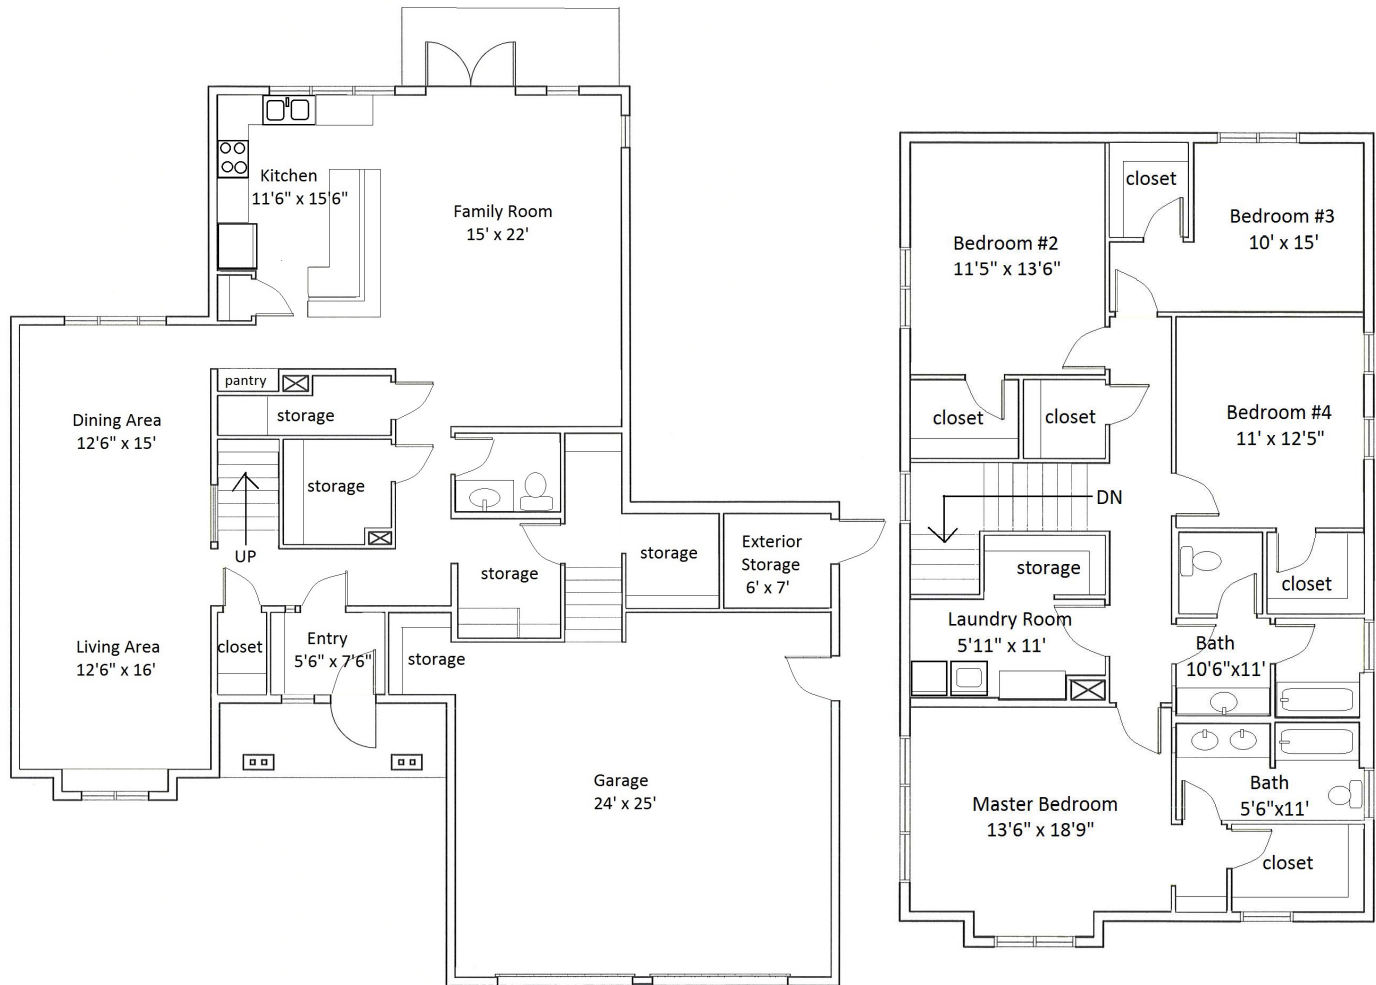 Kitchen
11'6" x 15'6"
Family Room
15' x 22'
pantry
storage
Dining Area
12'6" x 15'
storage
UP
storage
storage
Exterior
Storage
6' x 7'
Living Area
12'6" x 16'
closet
Entry
5'6" x 7'6"
storage
Garage
24' x 25'
closet
Bedroom #3
10' x 15'
Bedroom #2
11'5" x 13'6"
closet
closet
Bedroom #4
11' x 12'5"
DN
storage
closet
Laundry Room
5'11" x 11'
Bath
10'6"x11'
Master Bedroom
13'6" x 18'9"
Bath
5'6"x11'
closet